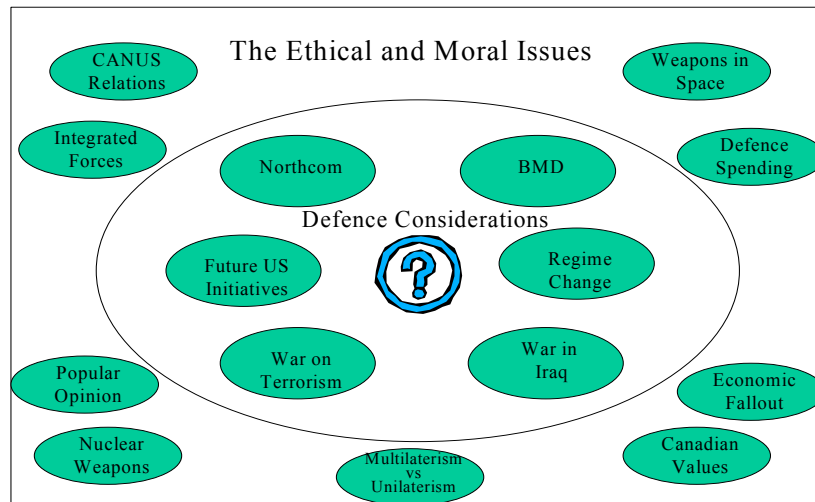 The Ethical and Moral Issues
CANUS
Relations
Weapons in
Space
Integrated
Forces
Defence
Spending
Northcom
BMD
Defence Considerations
Future US
Initiatives
?
Regime
Change
War on
Terrorism
War in
Iraq
Popular
Opinion
Economic
Fallout
Nuclear
Weapons
Multilaterism
vs
Unilaterism
Canadian
Values